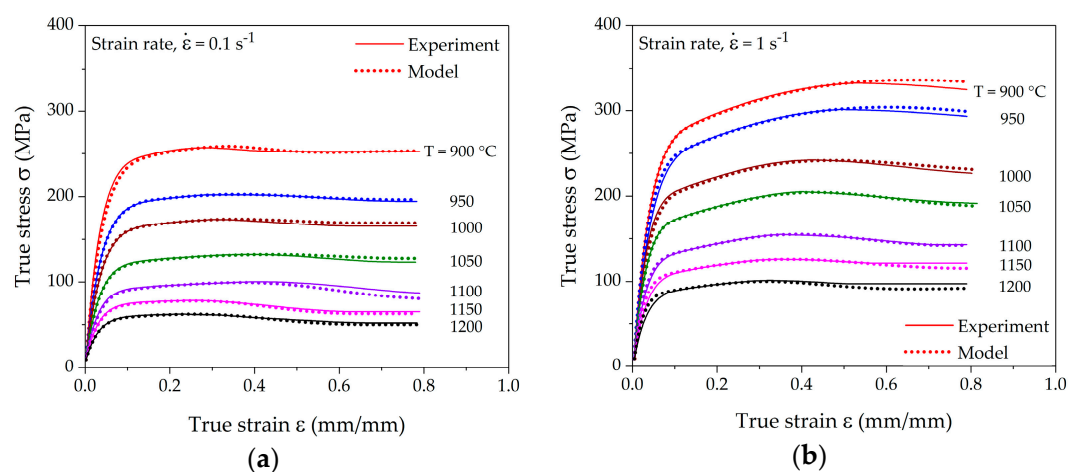 400
300
200
100
0
True stress σ (MPa)
Strain rate, ε̇ = 0.1 s⁻¹
Experiment
Model
T = 900 °C
950
1000
1050
1100
1150
1200
0.0 0.2 0.4 0.6 0.8 1.0
True strain ε (mm/mm)
(a)
400
300
200
100
0
True stress σ (MPa)
Strain rate, ε̇ = 1 s⁻¹
T = 900 °C
950
1000
1050
1100
1150
1200
Experiment
Model
0.0 0.2 0.4 0.6 0.8 1.0
True strain ε (mm/mm)
(b)